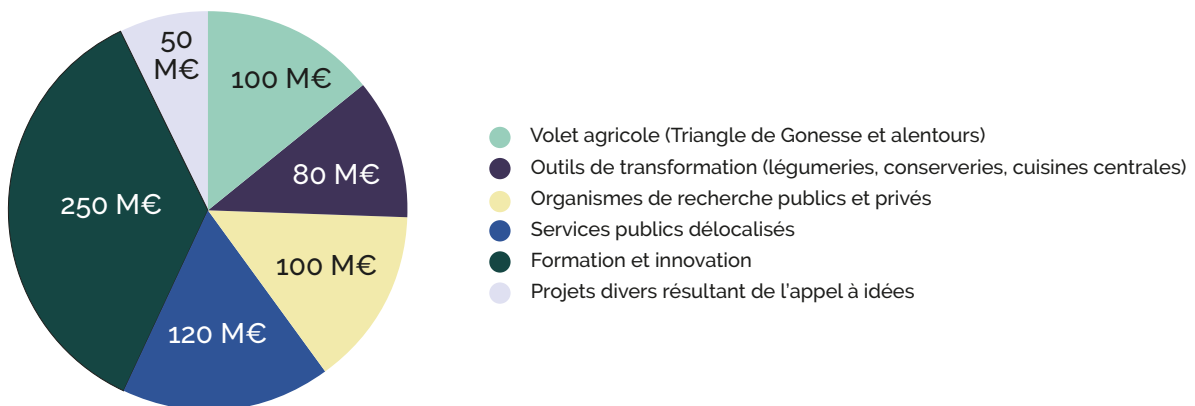 50
M€
100 M€
80 M€
250 M€
100 M€
120 M€
Volet agricole (Triangle de Gonesse et alentours)
Outils de transformation (légumeries, conserveries, cuisines centrales)
Organismes de recherche publics et privés
Services publics délocalisés
Formation et innovation
Projets divers résultant de l'appel à idées